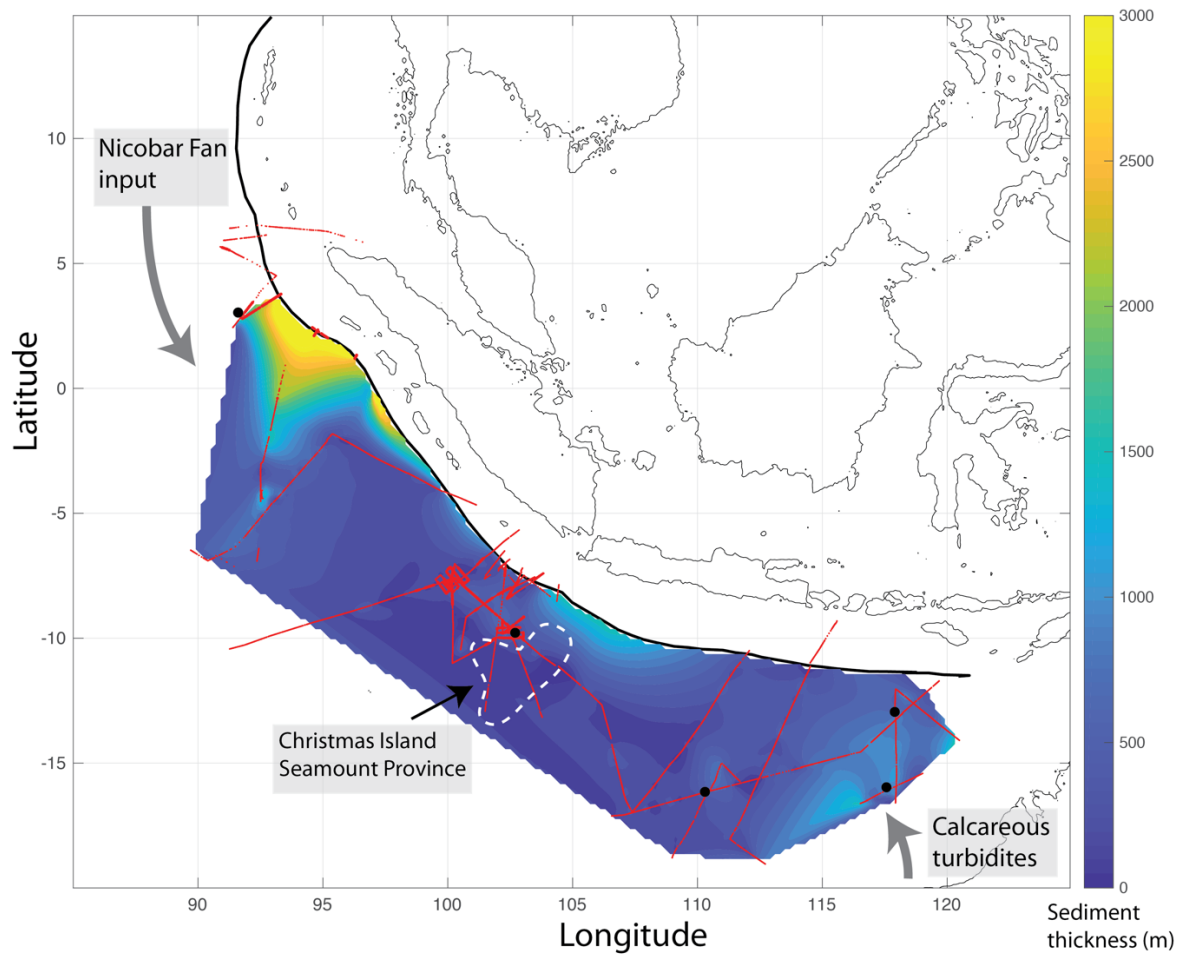 Nicobar Fan
input
Christmas Island
Seamount Province
Calcareous
turbidites
Latitude
10
5
0
-5
-10
-15
90
95
100
105
110
115
120
Longitude
3000
2500
2000
1500
1000
500
0
Sediment
thickness (m)